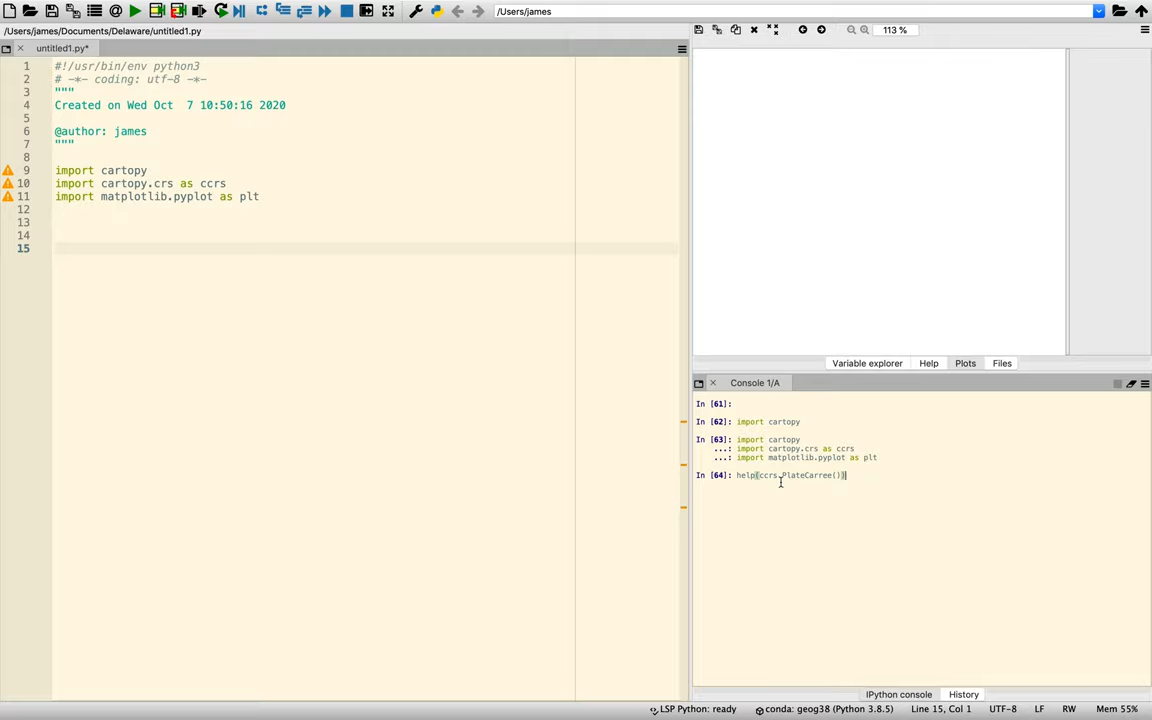 /Users/james
/Users/james/Documents/Delaware/untitled1.py
113 %
untitled1.py*
1 #!/usr/bin/env python3
2 # -*- coding: utf-8 -*-
3 """
4 Created on Wed Oct  7 10:50:16 2020
5
6 @author: james
7 """
8
9 import cartopy
10 import cartopy.crs as ccrs
11 import matplotlib.pyplot as plt
12
13
14
15
Variable explorer Help Plots Files
Console 1/A
In [61]:
In [62]: import cartopy
In [63]: import cartopy
...: import cartopy.crs as ccrs
...: import matplotlib.pyplot as plt
In [64]: help(ccrs.PlateCarree())
IPython console History
LSP Python: ready conda: geog38 (Python 3.8.5) Line 15, Col 1 UTF-8 LF RW Mem 55%